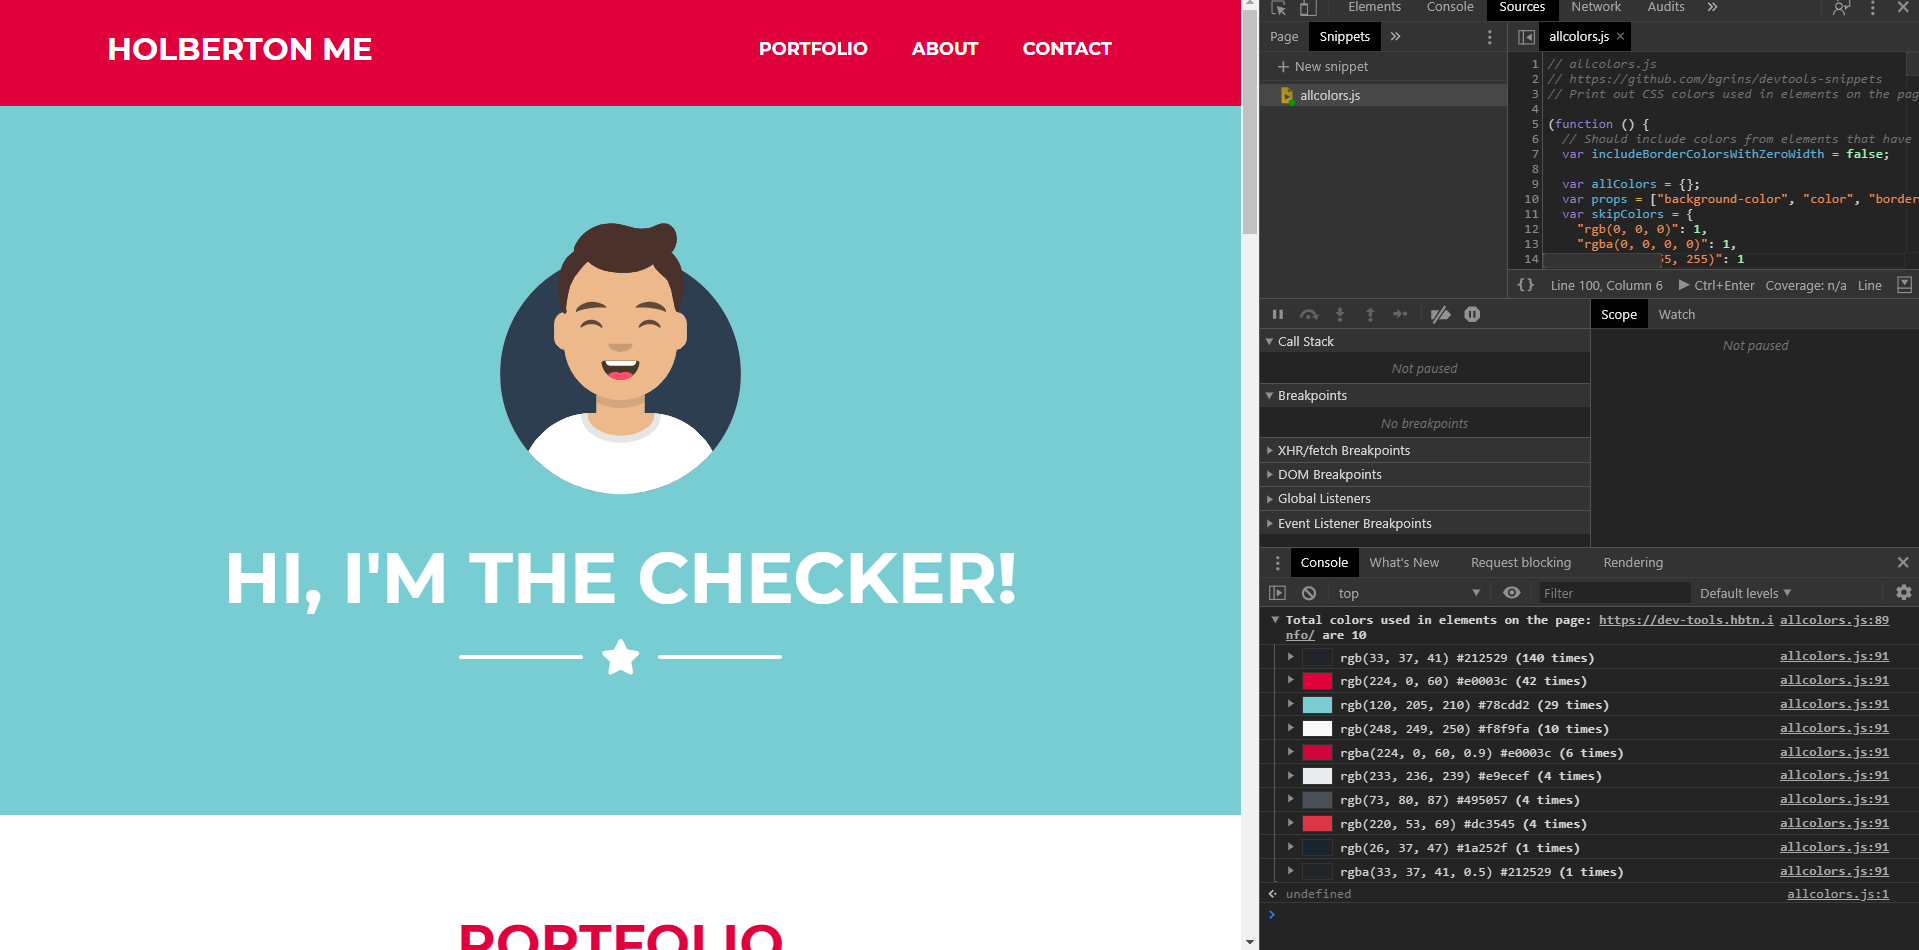 HOLBERTON ME
PORTFOLIO ABOUT CONTACT
HI, I'M THE CHECKER!
PORTFOLIO
Elements Console Sources Network Audits »
Page Snippets »
+ New snippet
allcolors.js
allcolors.js ×
1 // allcolors.js
2 // https://github.com/bgrins/devtools-snippets
3 // Print out CSS colors used in elements on the pag
4
5 (function () {
6 // Should include colors from elements that have
7 var includeBorderColorsWithZeroWidth = false;
8
9 var allColors = {};
10 var props = ["background-color", "color", "border
11 var skipColors = {
12 "rgb(0, 0, 0)": 1,
13 "rgba(0, 0, 0, 0)": 1,
14 55, 255)": 1
{} Line 100, Column 6 Ctrl+Enter Coverage: n/a Line
Call Stack
Not paused
Breakpoints
No breakpoints
XHR/fetch Breakpoints
DOM Breakpoints
Global Listeners
Event Listener Breakpoints
Scope Watch
Not paused
Console What's New Request blocking Rendering
top Filter Default levels
Total colors used in elements on the page: https://dev-tools.hbtn.i allcolors.js:89
nfo/ are 10
rgb(33, 37, 41) #212529 (140 times) allcolors.js:91
rgb(224, 0, 60) #e0003c (42 times) allcolors.js:91
rgb(120, 205, 210) #78cdd2 (29 times) allcolors.js:91
rgb(248, 249, 250) #f8f9fa (10 times) allcolors.js:91
rgba(224, 0, 60, 0.9) #e0003c (6 times) allcolors.js:91
rgb(233, 236, 239) #e9ecef (4 times) allcolors.js:91
rgb(73, 80, 87) #495057 (4 times) allcolors.js:91
rgb(220, 53, 69) #dc3545 (4 times) allcolors.js:91
rgb(26, 37, 47) #1a252f (1 times) allcolors.js:91
rgba(33, 37, 41, 0.5) #212529 (1 times) allcolors.js:91
undefined allcolors.js:1